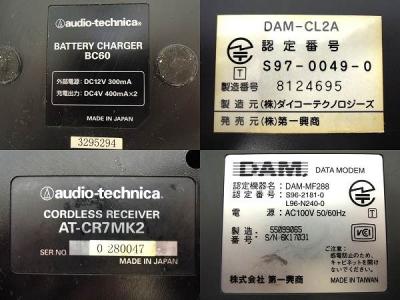 audio-technica®
BATTERY CHARGER
BC60
外部電源：DC12V 300mA
充電出力：DC4V 400mA×2
MADE IN JAPAN
3295294
DAM-CL2A
認定番号
T S97-0049-0
製造番号 8124695
製造元（株）ダイコーテクノロジーズ
発売元（株）第一興商
audio-technica®
CORDLESS RECEIVER
AT-CR7MK2
SER NO 0 280047
MADE IN JAPAN
DAM DATA MODEM
認定機器名：DAM-MF288
認定番号：S96-2181-0
L96-N240-0
電源：AC100V 50/60Hz
製造番号：55099065
S/N-6K17031
VCI
ご注意：
株式会社 第一興商
MADE IN JAPAN